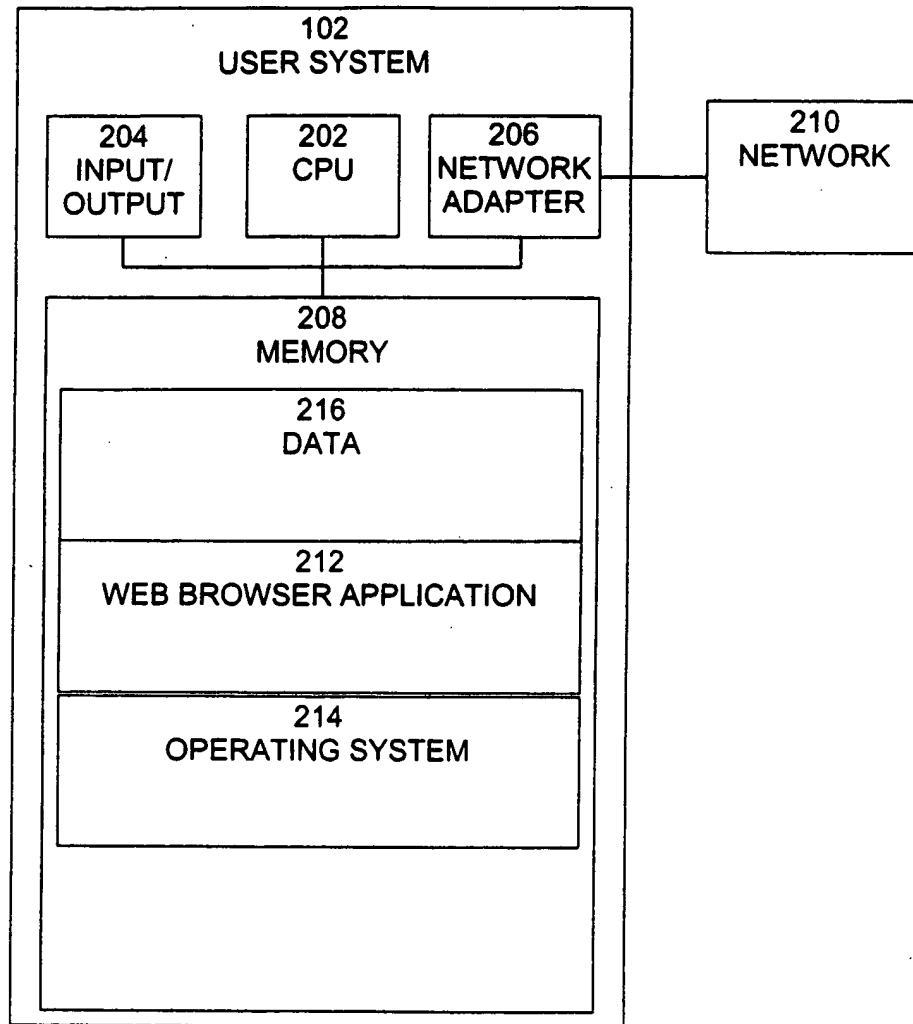 102
USER SYSTEM
204
INPUT/
OUTPUT
202
CPU
206
NETWORK
ADAPTER
210
NETWORK
208
MEMORY
216
DATA
212
WEB BROWSER APPLICATION
214
OPERATING SYSTEM